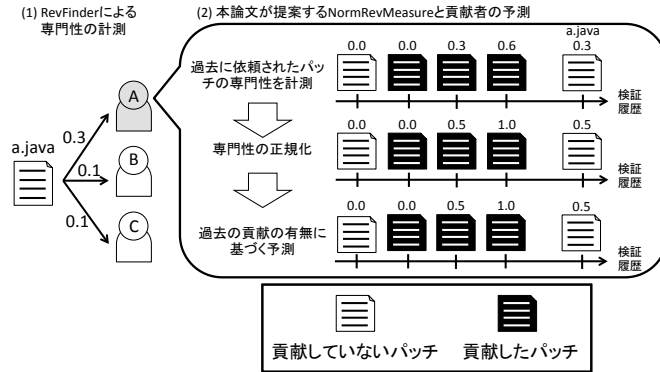 (1) RevFinderによる
専門性の計測
(2) 本論文が提案するNormRevMeasureと貢献者の予測
a.java
0.3
0.1
0.1
A
B
C
過去に依頼されたパッ
チの専門性を計測
0.0 0.0 0.3 0.6
a.java
0.3
検証
履歴
専門性の正規化
0.0 0.0 0.5 1.0 0.5
検証
履歴
過去の貢献の有無に
基づく予測
0.0 0.0 0.5 1.0 0.5
検証
履歴
貢献していないパッチ 貢献したパッチ